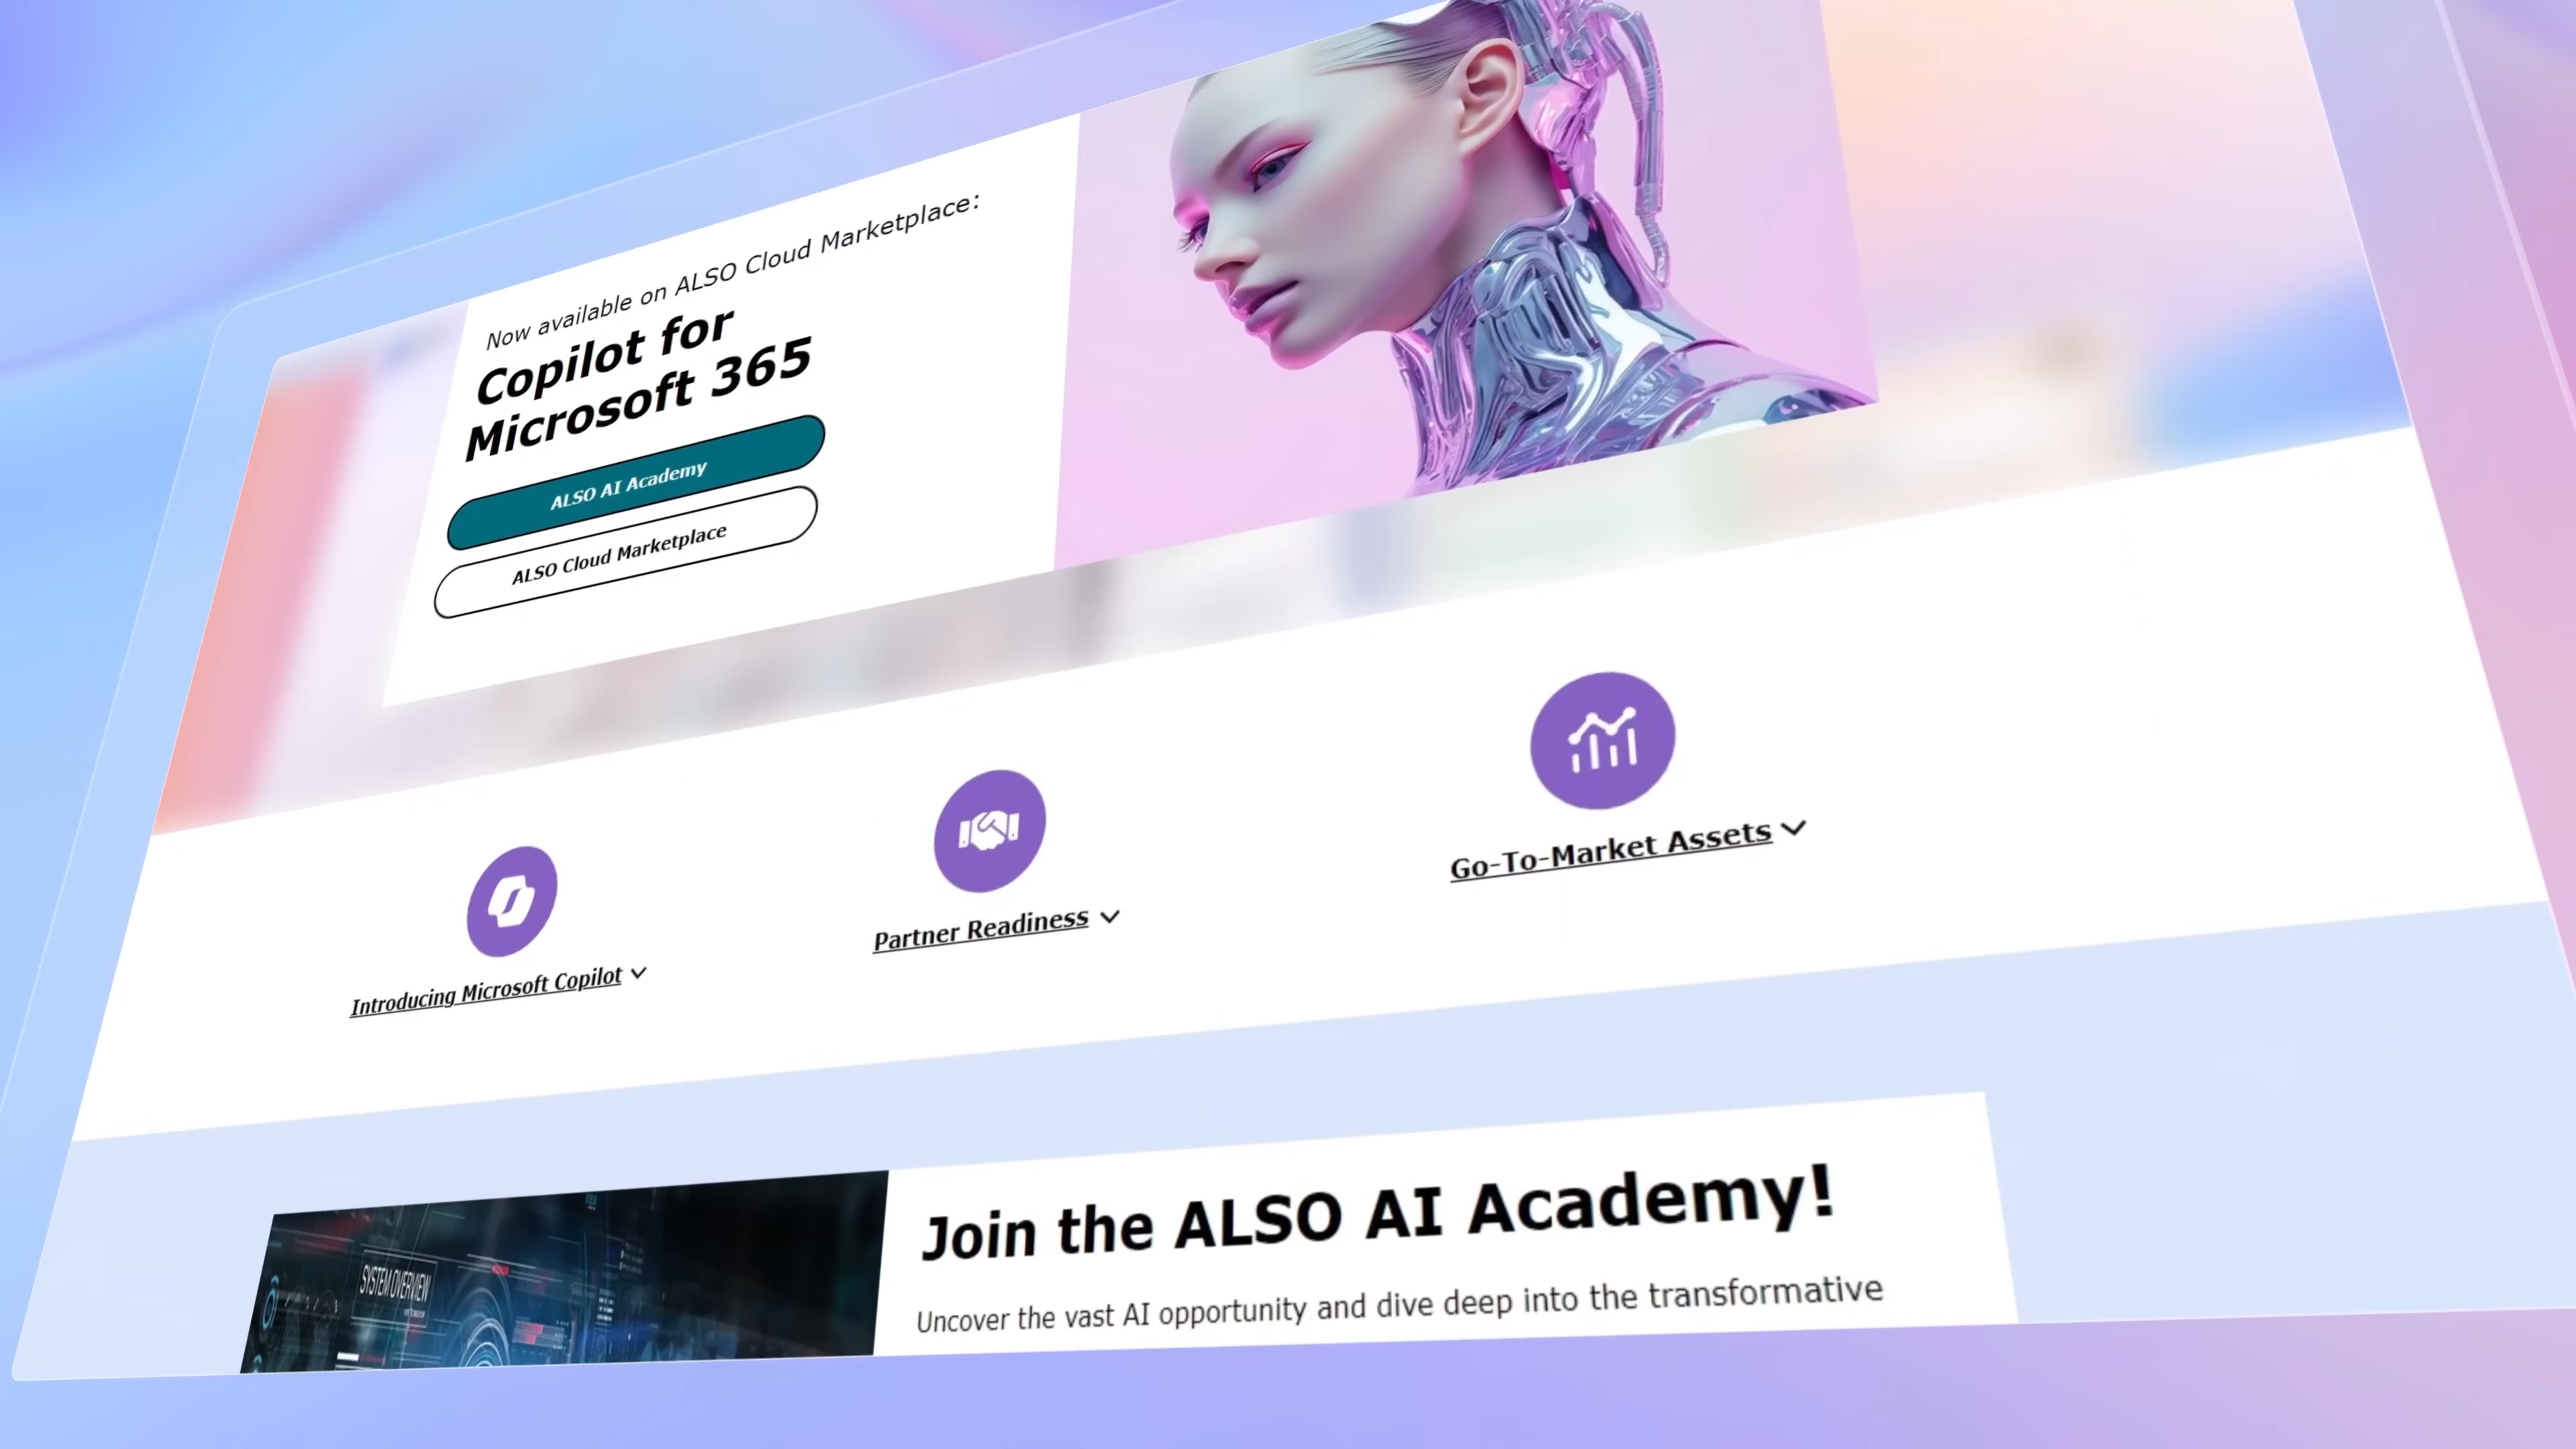 Now available on ALSO Cloud Marketplace:
Copilot for
Microsoft 365
ALSO AI Academy
ALSO Cloud Marketplace
Introducing Microsoft Copilot
Partner Readiness
Go-To-Market Assets
SYSTEM OVERVIEW
Join the ALSO AI Academy!
Uncover the vast AI opportunity and dive deep into the transformative